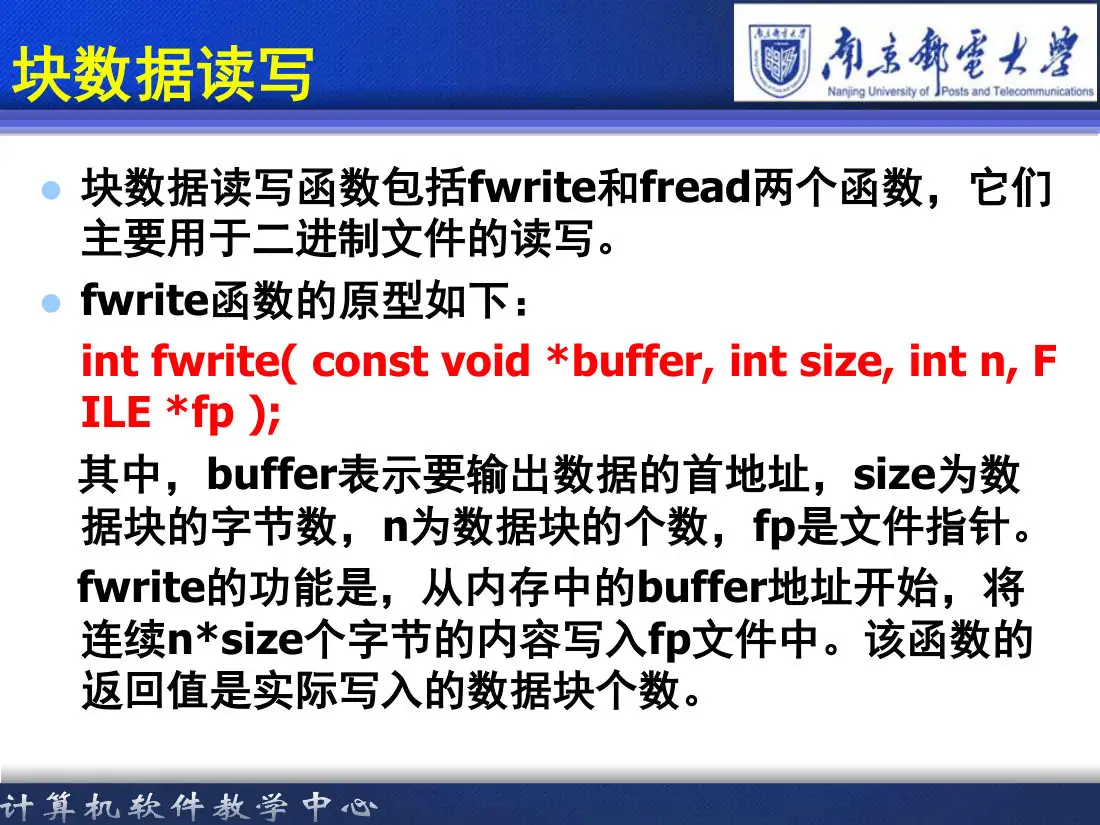 块数据读写
南京邮電大学
Nanjing University of Posts and Telecommunications
块数据读写函数包括fwrite和fread两个函数，它们
主要用于二进制文件的读写。
fwrite函数的原型如下：
int fwrite( const void *buffer, int size, int n, F
ILE *fp );
其中，buffer表示要输出数据的首地址，size为数
据块的字节数，n为数据块的个数，fp是文件指针。
fwrite的功能是，从内存中的buffer地址开始，将
连续n*size个字节的内容写入fp文件中。该函数的
返回值是实际写入的数据块个数。
计算机软件教学中心